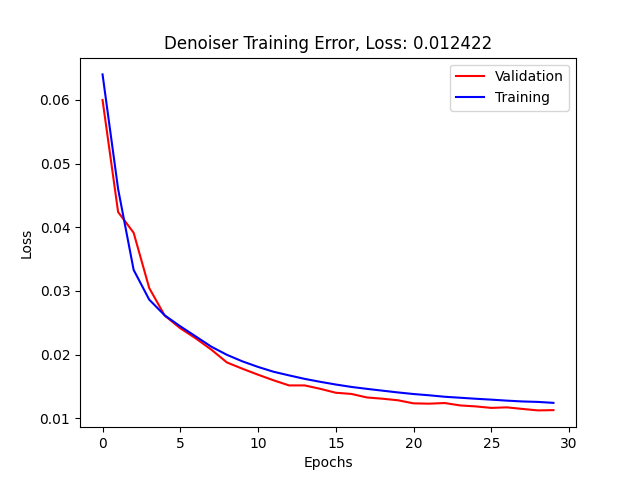 Denoiser Training Error, Loss: 0.012422
Validation
Training
0.06
0.05
0.04
0.03
0.02
0.01
Loss
0 5 10 15 20 25 30
Epochs